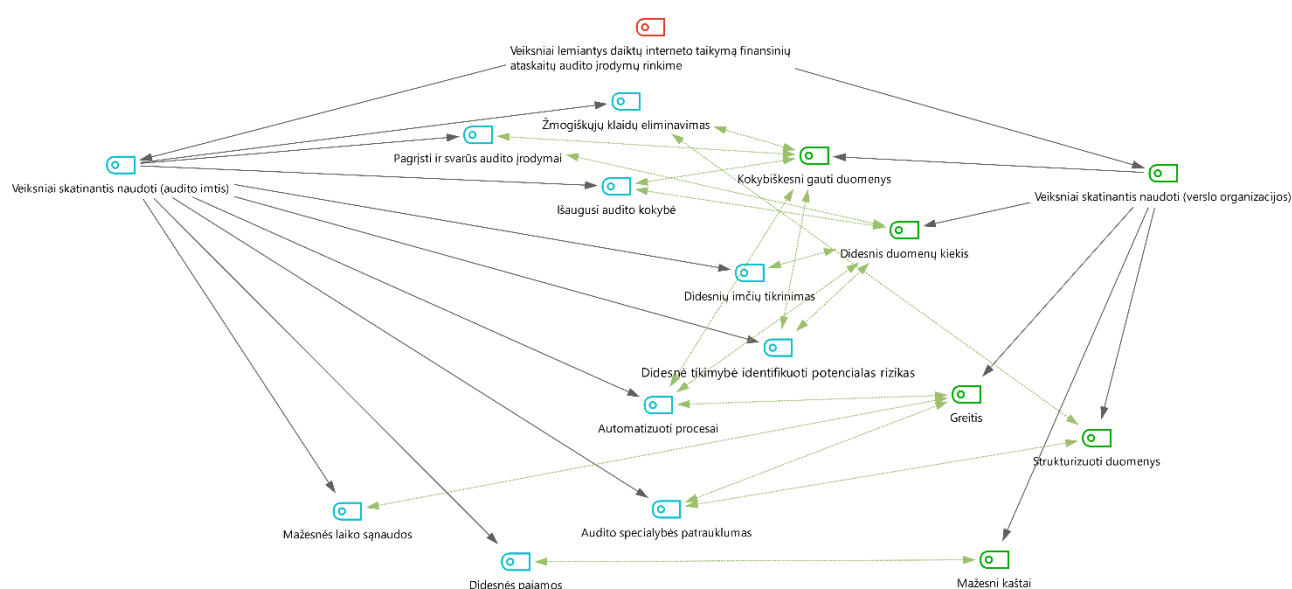 Veiksniai lemiantys daiktų interneto taikymą finansinių
ataskaitų audito įrodymų rinkime
Žmogiškųjų klaidų eliminavimas
Pagrįsti ir svarūs audito įrodymai
Kokybiškesni gauti duomenys
Veiksniai skatinantis naudoti (audito imtis)
Veiksniai skatinantis naudoti (verslo organizacijos)
Išaugusi audito kokybė
Didesnis duomenų kiekis
Didesnių imčių tikrinimas
Didesnė tikimybė identifikuoti potencialas rizikas
Greitis
Automatizuoti procesai
Strukturizuoti duomenys
Mažesnės laiko sąnaudos
Audito specialybės patrauklumas
Didesnės pajamos
Mažesni kaštai